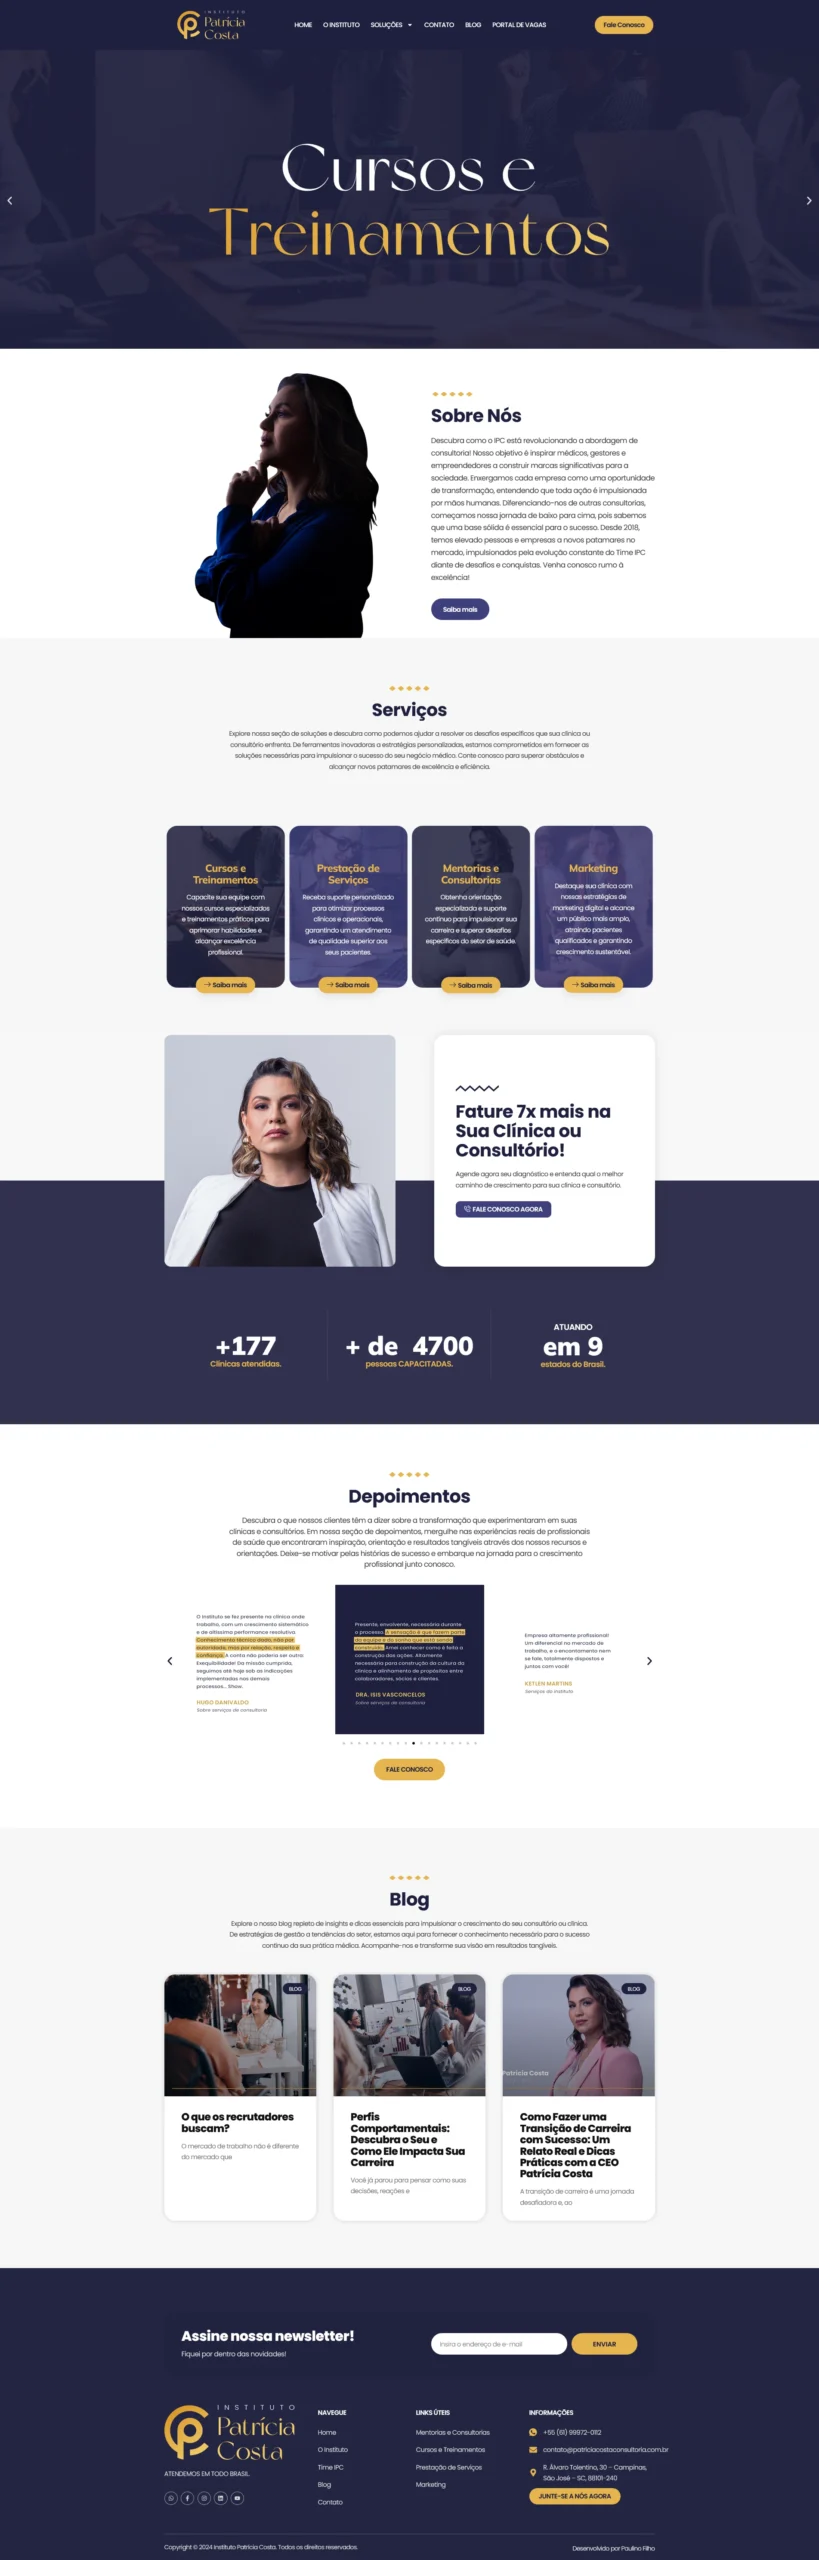 INSTITUTO
Patrícia
Costa
HOME
O INSTITUTO
SOLUÇÕES
CONTATO
BLOG
PORTAL DE VAGAS
Fale Conosco
Cursos e
Treinamentos
Sobre Nós
Descubra como o IPC está revolucionando a abordagem de
consultoria! Nosso objetivo é inspirar médicos, gestores e
empreendedores a construir marcas significativas para a
sociedade. Enxergamos cada empresa como uma oportunidade
de transformação, entendendo que toda ação é impulsionada
por mãos humanas. Diferenciando-nos de outras consultorias,
começamos nossa jornada de baixo para cima, pois sabemos
que uma base sólida é essencial para o sucesso. Desde 2018,
temos elevado pessoas e empresas a novos patamares no
mercado, impulsionados pela evolução constante do Time IPC
diante de desafios e conquistas. Venha conosco rumo à
excelência!
Saiba mais
Serviços
Explore nossa seção de soluções e descubra como podemos ajudar a resolver os desafios específicos que sua clínica ou
consultório enfrenta. De ferramentas inovadoras a estratégias personalizadas, estamos comprometidos em fornecer as
soluções necessárias para impulsionar o sucesso do seu negócio médico. Conte conosco para superar obstáculos e
alcançar novos patamares de excelência e eficiência.
Cursos e
Treinamentos
Capacite sua equipe com
nossos cursos especializados
e treinamentos práticos para
aprimorar habilidades e
alcançar excelência
profissional.
Saiba mais
Prestação de
Serviços
Receba suporte personalizado
para otimizar processos
clínicos e operacionais,
garantindo um atendimento
de qualidade superior aos
seus pacientes.
Saiba mais
Mentorias e
Consultorias
Obtenha orientação
especializada e suporte
contínuo para impulsionar sua
carreira e superar desafios
específicos do setor de saúde.
Saiba mais
Marketing
Destaque sua clínica com
nossas estratégias de
marketing digital e alcance
um público mais amplo,
atraindo pacientes
qualificados e garantindo
crescimento sustentável.
Saiba mais
Fature 7x mais na
Sua Clínica ou
Consultório!
Agende agora seu diagnóstico e entenda qual o melhor
caminho de crescimento para sua clínica e consultório.
FALE CONOSCO AGORA
+177
Clínicas atendidas.
+ de 4700
pessoas CAPACITADAS.
ATUANDO
em 9
estados do Brasil.
Depoimentos
Descubra o que nossos clientes têm a dizer sobre a transformação que experimentaram em suas
clínicas e consultórios. Em nossa seção de depoimentos, mergulhe nas experiências reais de profissionais
de saúde que encontraram inspiração, orientação e resultados tangíveis através dos nossos recursos e
orientações. Deixe-se motivar pelas histórias de sucesso e embarque na jornada para o crescimento
profissional junto conosco.
O Instituto se fez presente na clínica onde
trabalho, com um crescimento sistemático
e de altíssima performance resolutiva.
Conhecimento técnico dado, não por
autoridade, mas por relação, respeito e
confiança. A conta não poderia ser outra:
Exequibilidade! Da missão cumprida,
seguimos até hoje sob as indicações
implementadas nos demais
processos... Show.
HUGO GANIVALDO
Sobre serviços de consultoria
Presente, envolvente, necessária durante
o processo. A sensação é que fazem parte
da equipe e do sonho que está sendo
construído. Amei conhecer como é feita a
construção das ações. Altamente
necessária para construção da cultura da
clínica e alinhamento de propósitos entre
colaboradores, sócios e clientes.
DRA. ISIS VASCONCELOS
Sobre serviços de consultoria
Empresa altamente profissional!
Um diferencial no mercado de
trabalho, e o encantamento nem
se fale, totalmente dispostos e
juntos com você!
KETLEN MARTINS
Serviços do Instituto
FALE CONOSCO
Blog
Explore o nosso blog repleto de insights e dicas essenciais para impulsionar o crescimento do seu consultório ou clínica.
De estratégias de gestão a tendências do setor, estamos aqui para fornecer o conhecimento necessário para o sucesso
contínuo da sua prática médica. Acompanhe-nos e transforme sua visão em resultados tangíveis.
BLOG
O que os recrutadores
buscam?
O mercado de trabalho não é diferente
do mercado que
BLOG
Perfis
Comportamentais:
Descubra o Seu e
Como Ele Impacta Sua
Carreira
Você já parou para pensar como suas
decisões, reações e
BLOG
Patrícia Costa
Como Fazer uma
Transição de Carreira
com Sucesso: Um
Relato Real e Dicas
Práticas com a CEO
Patrícia Costa
A transição de carreira é uma jornada
desafiadora e, ao
Assine nossa newsletter!
Fiquei por dentro das novidades!
Insira o endereço de e-mail
ENVIAR
INSTITUTO
Patrícia
Costa
ATENDEMOS EM TODO BRASIL.
NAVEGUE
Home
O Instituto
Time IPC
Blog
Contato
LINKS ÚTEIS
Mentorias e Consultorias
Cursos e Treinamentos
Prestação de Serviços
Marketing
INFORMAÇÕES
+55 (61) 99972-0112
contato@patriciacostaconsultoria.com.br
R. Álvaro Tolentino, 30 – Campinas,
São José – SC, 88101-240
JUNTE-SE A NÓS AGORA
Copyright © 2024 Instituto Patrícia Costa. Todos os direitos reservados.
Desenvolvido por Paulino Filho